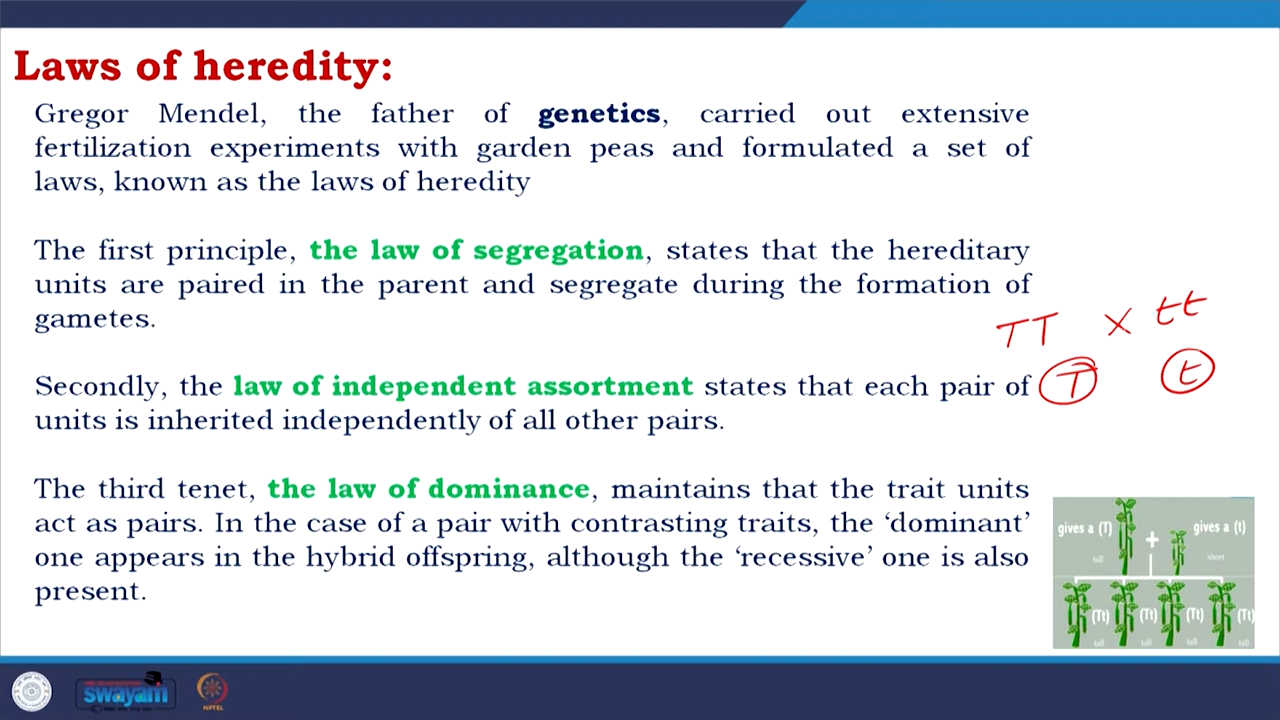 Laws of heredity:
Gregor Mendel, the father of genetics, carried out extensive
fertilization experiments with garden peas and formulated a set of
laws, known as the laws of heredity
The first principle, the law of segregation, states that the hereditary
units are paired in the parent and segregate during the formation of
gametes.
TT × tt
T t
Secondly, the law of independent assortment states that each pair of
units is inherited independently of all other pairs.
The third tenet, the law of dominance, maintains that the trait units
act as pairs. In the case of a pair with contrasting traits, the ‘dominant’
one appears in the hybrid offspring, although the ‘recessive’ one is also
present.
gives a (T) + gives a (t)
tall short
(Tt) (Tt) (Tt) (Tt)
tall tall tall tall
swayam
NPTEL